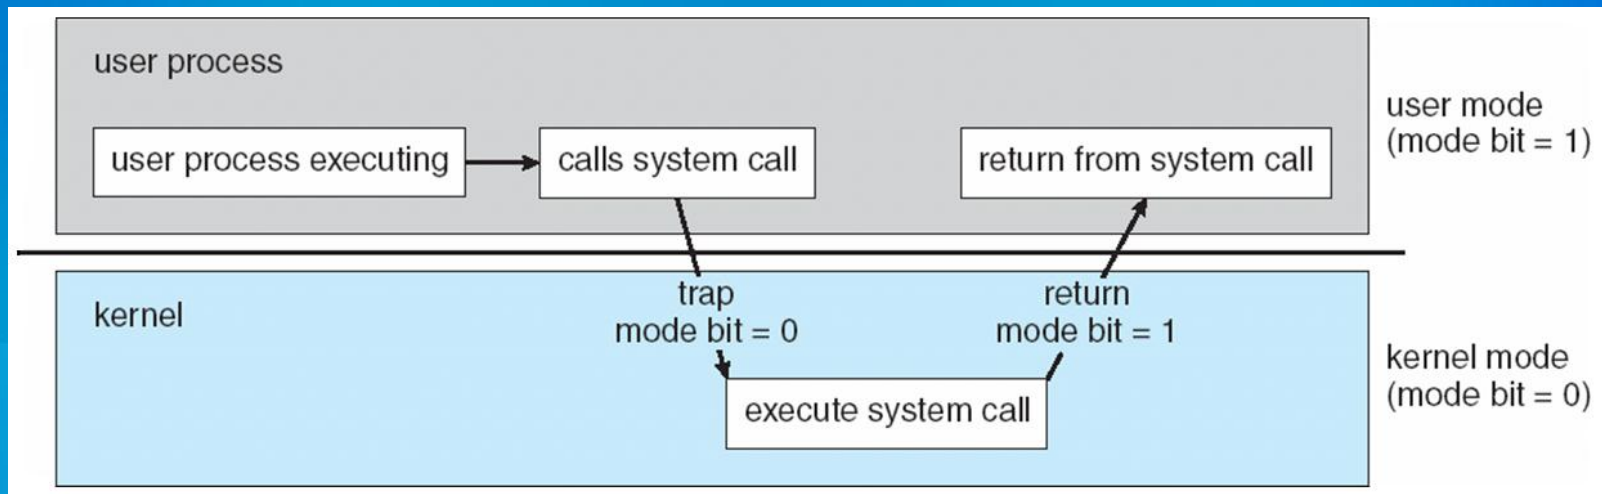 user process
user process executing
calls system call
return from system call
user mode
(mode bit = 1)
kernel
trap
mode bit = 0
return
mode bit = 1
execute system call
kernel mode
(mode bit = 0)